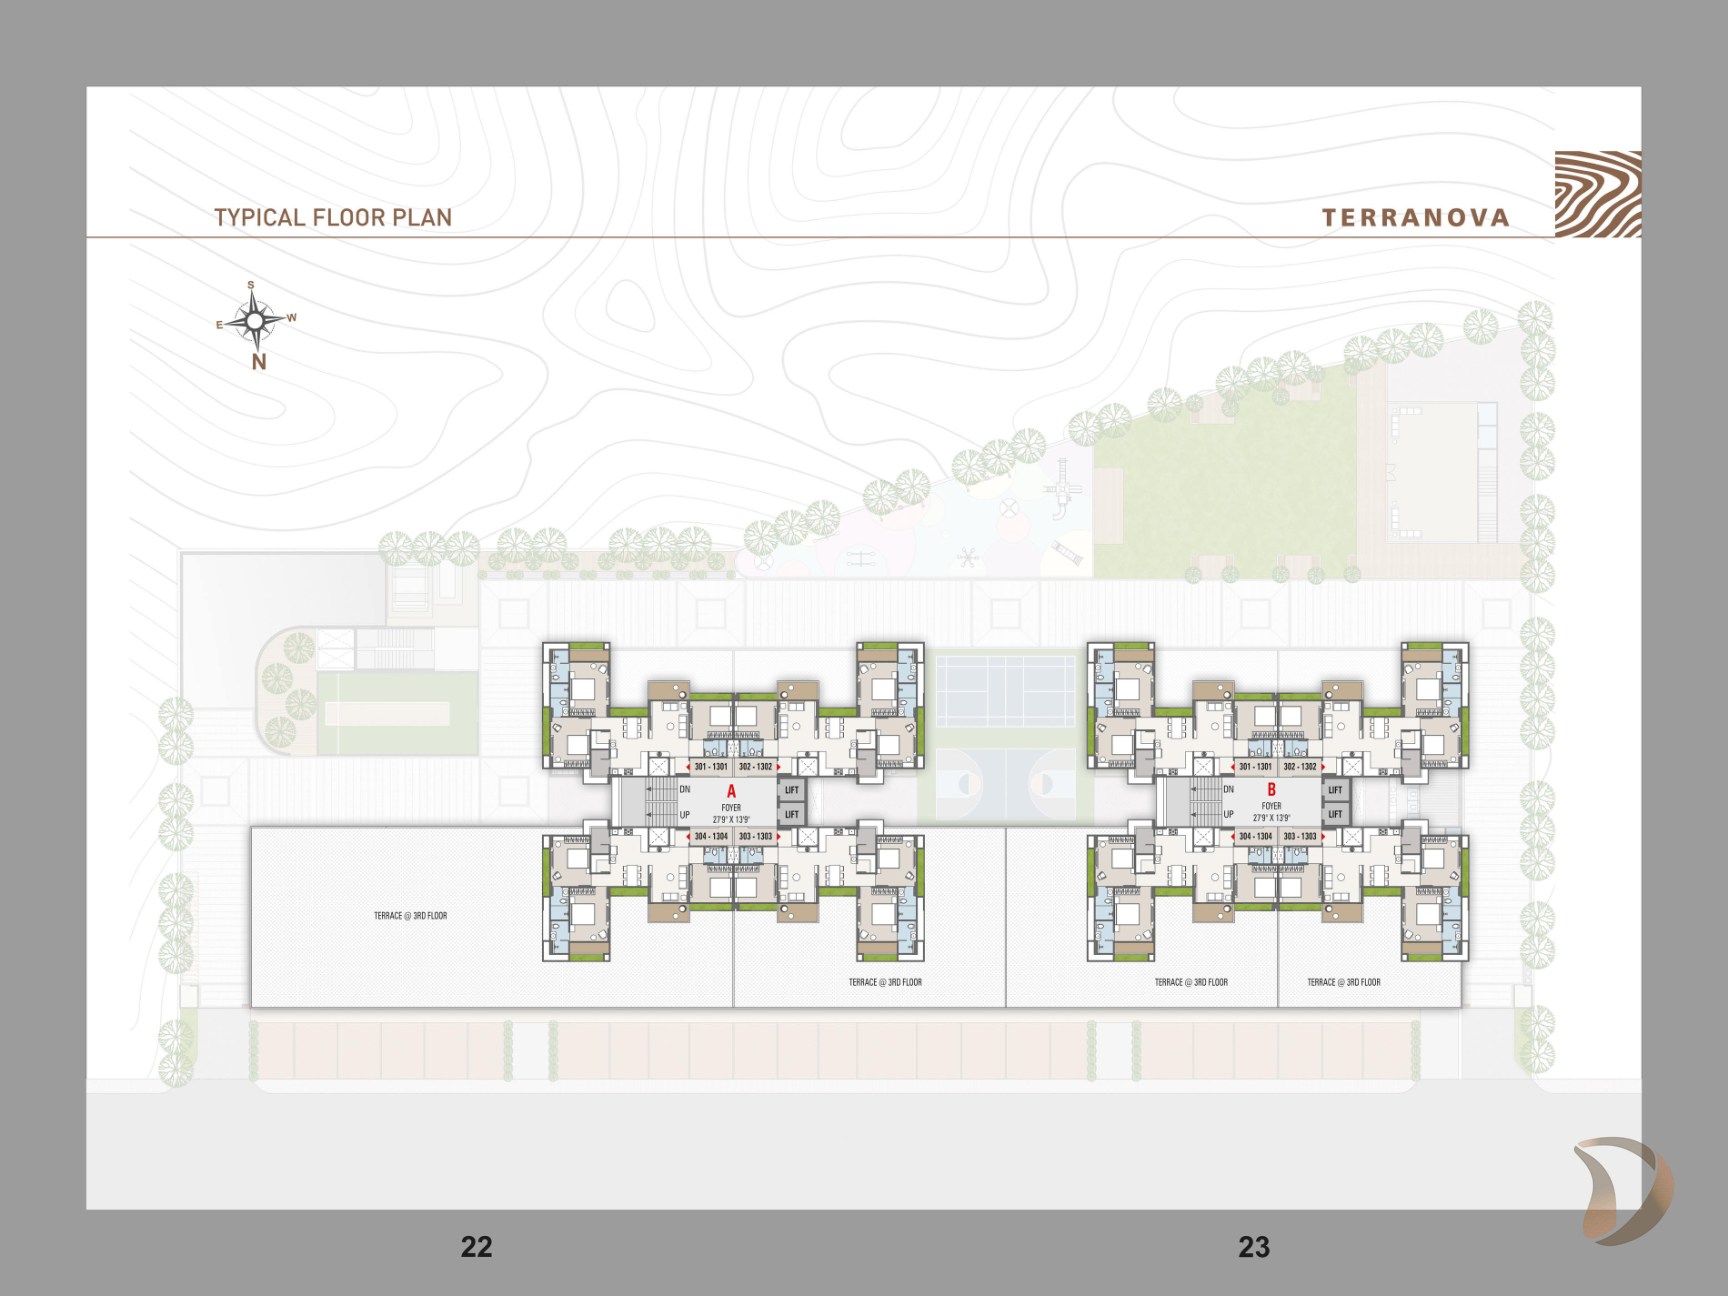 TYPICAL FLOOR PLAN
TERRANOVA
S
E
W
N
301 - 1301
302 - 1302
DN
A
LIFT
FOYER
27'9" X 13'9"
UP
LIFT
304 - 1304
303 - 1303
301 - 1301
302 - 1302
DN
B
LIFT
FOYER
27'9" X 13'9"
UP
LIFT
304 - 1304
303 - 1303
TERRACE @ 3RD FLOOR
TERRACE @ 3RD FLOOR
TERRACE @ 3RD FLOOR
TERRACE @ 3RD FLOOR
22
23